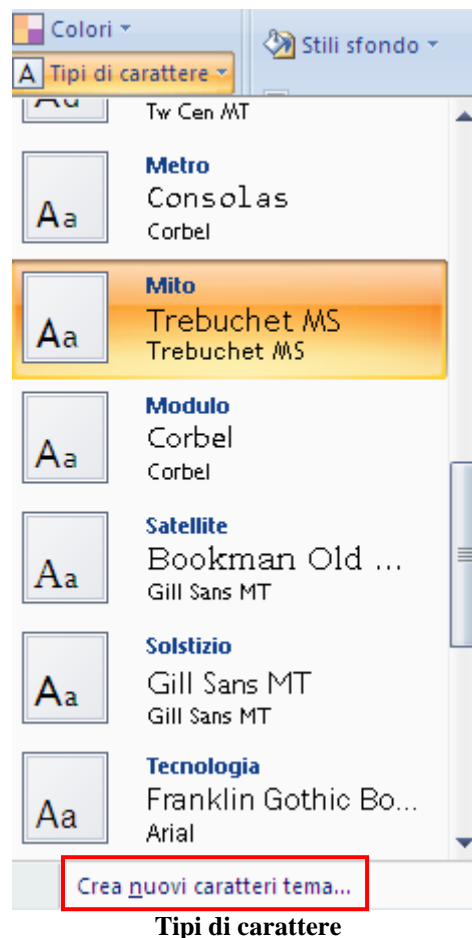 Colori
Stili sfondo
A Tipi di carattere
Tw Cen MT
Metro
Aa
Consolas
Corbel
Mito
Aa
Trebuchet MS
Trebuchet MS
Modulo
Aa
Corbel
Corbel
Satellite
Aa
Bookman Old ...
Gill Sans MT
Solstizio
Aa
Gill Sans MT
Gill Sans MT
Tecnologia
Aa
Franklin Gothic Bo...
Arial
Crea nuovi caratteri tema...
Tipi di carattere